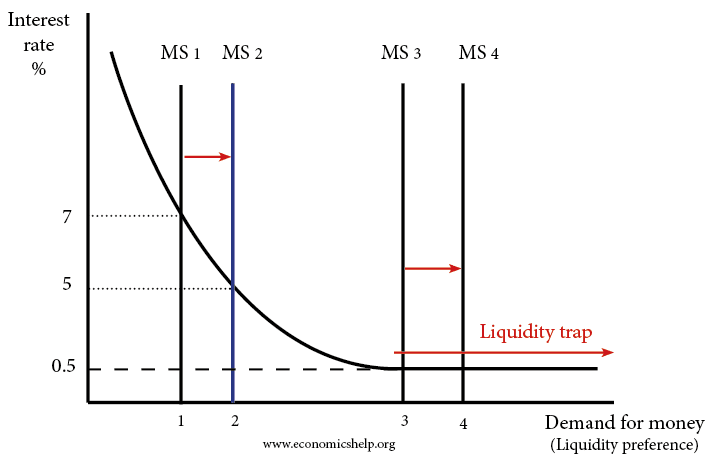 Interest
rate
%
MS 1
MS 2
MS 3
MS 4
7
5
Liquidity trap
0.5
1
2
3
4
Demand for money
(Liquidity preference)
www.economicshelp.org